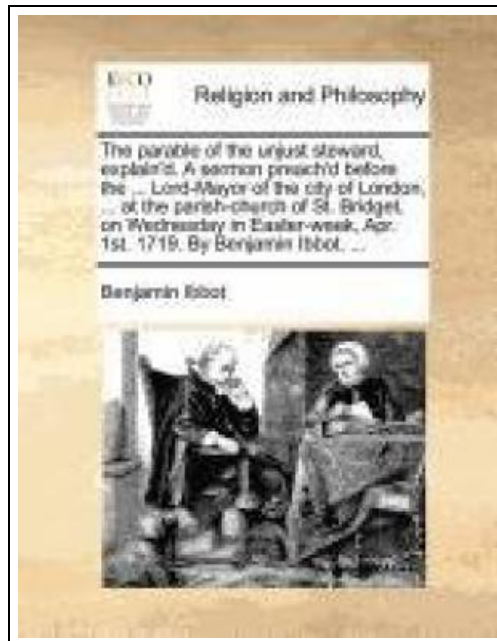 ECCO
Religion and Philosophy
The parable of the unjust steward,
explain'd. A sermon preach'd before
the ... Lord-Mayor of the city of London,
... at the parish-church of St. Bridget,
on Wednesday in Easter-week, Apr.
1st. 1719. By Benjamin Ibbot, ...
Benjamin Ibbot